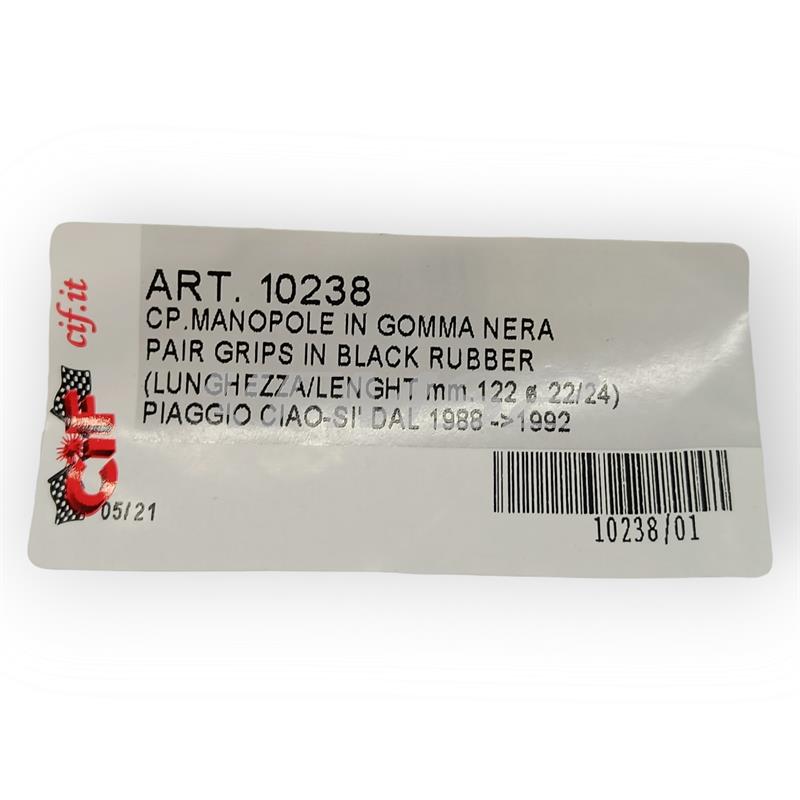 cif.it
CIF
ART. 10238
CP.MANOPOLE IN GOMMA NERA
PAIR GRIPS IN BLACK RUBBER
(LUNGHEZZA/LENGHT mm.122 ø 22/24)
PIAGGIO CIAO-SI' DAL 1988 ->1992
05/21
10238/01